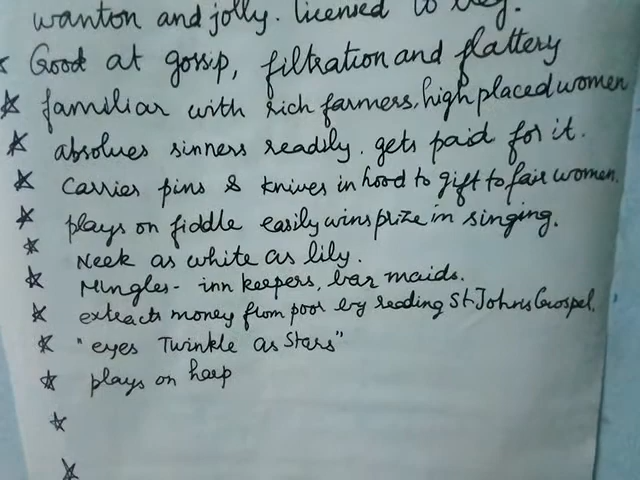 wanton and jolly. licensed to beg.
Good at gossip, filtration and flattery
familiar with rich farmers, high placed women
absolves sinners readily. gets paid for it.
Carries pins & knives in hood to gift to fair women.
plays on fiddle easily wins prize in singing.
Neek as white as lily.
Mingles - inn keepers, bar maids.
extracts money from poor by reading St. Johns Gospel.
"eyes Twinkle as Stars"
plays on harp